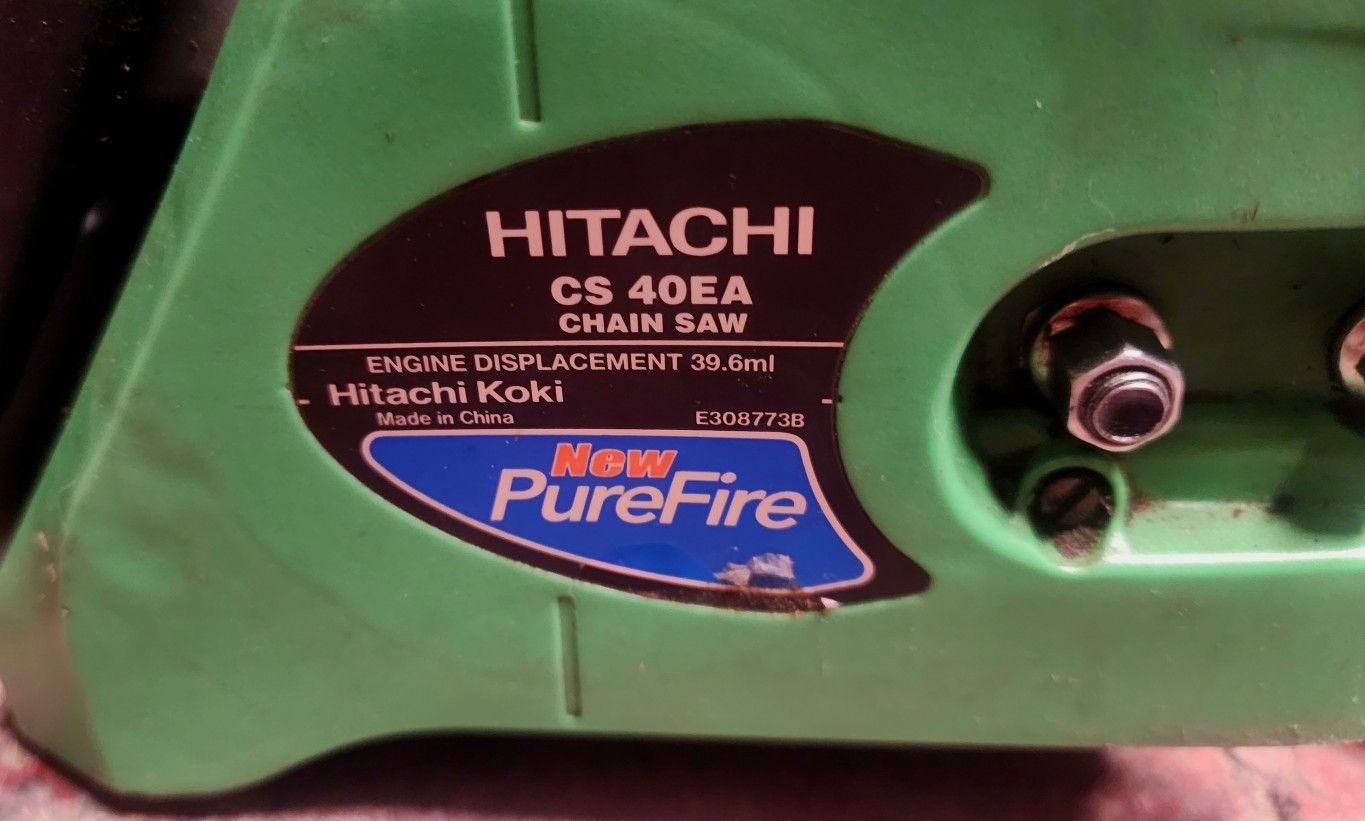 HITACHI
CS 40EA
CHAIN SAW
ENGINE DISPLACEMENT 39.6ml
Hitachi Koki
Made in China E308773B
New
PureFire